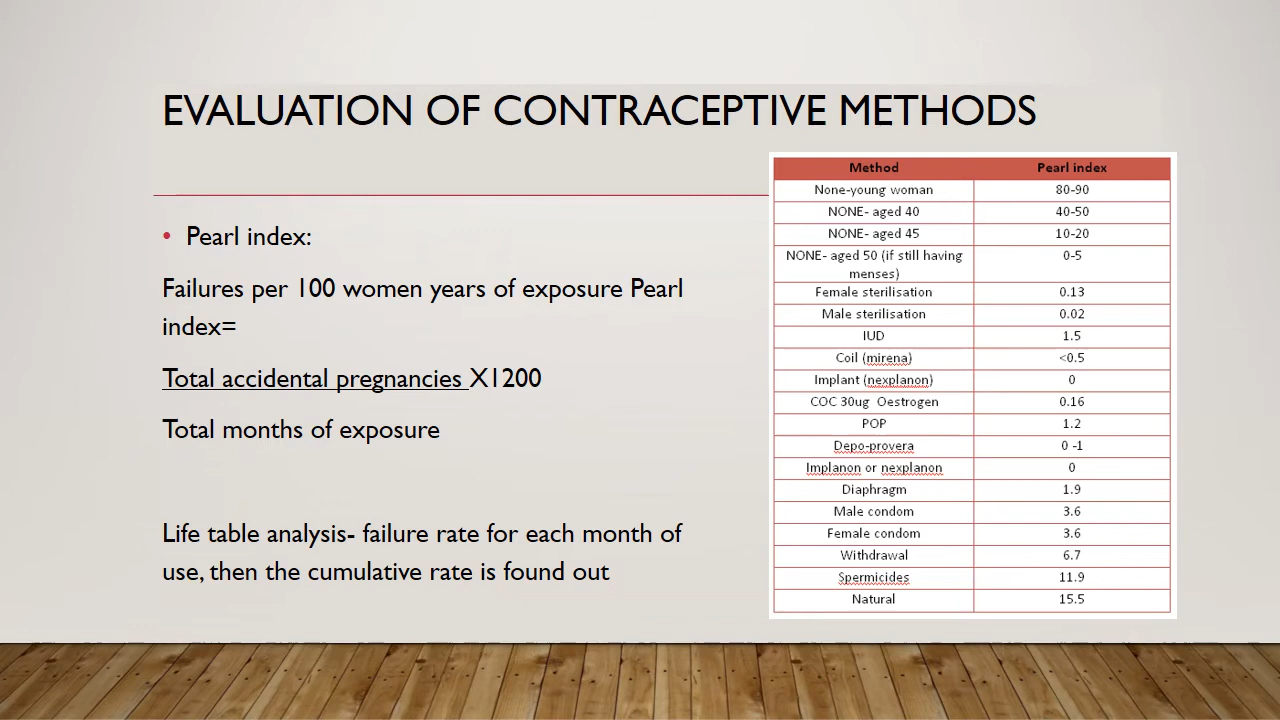 EVALUATION OF CONTRACEPTIVE METHODS
• Pearl index:
Failures per 100 women years of exposure Pearl
index=
Total accidental pregnancies X1200
Total months of exposure
Life table analysis- failure rate for each month of
use, then the cumulative rate is found out
Method Pearl index
None-young woman 80-90
NONE- aged 40 40-50
NONE- aged 45 10-20
NONE- aged 50 (if still having 0-5
menses)
Female sterilisation 0.13
Male sterilisation 0.02
IUD 1.5
Coil (mirena) <0.5
Implant (nexplanon) 0
COC 30ug Oestrogen 0.16
POP 1.2
Depo-provera 0 -1
Implanon or nexplanon 0
Diaphragm 1.9
Male condom 3.6
Female condom 3.6
Withdrawal 6.7
Spermicides 11.9
Natural 15.5